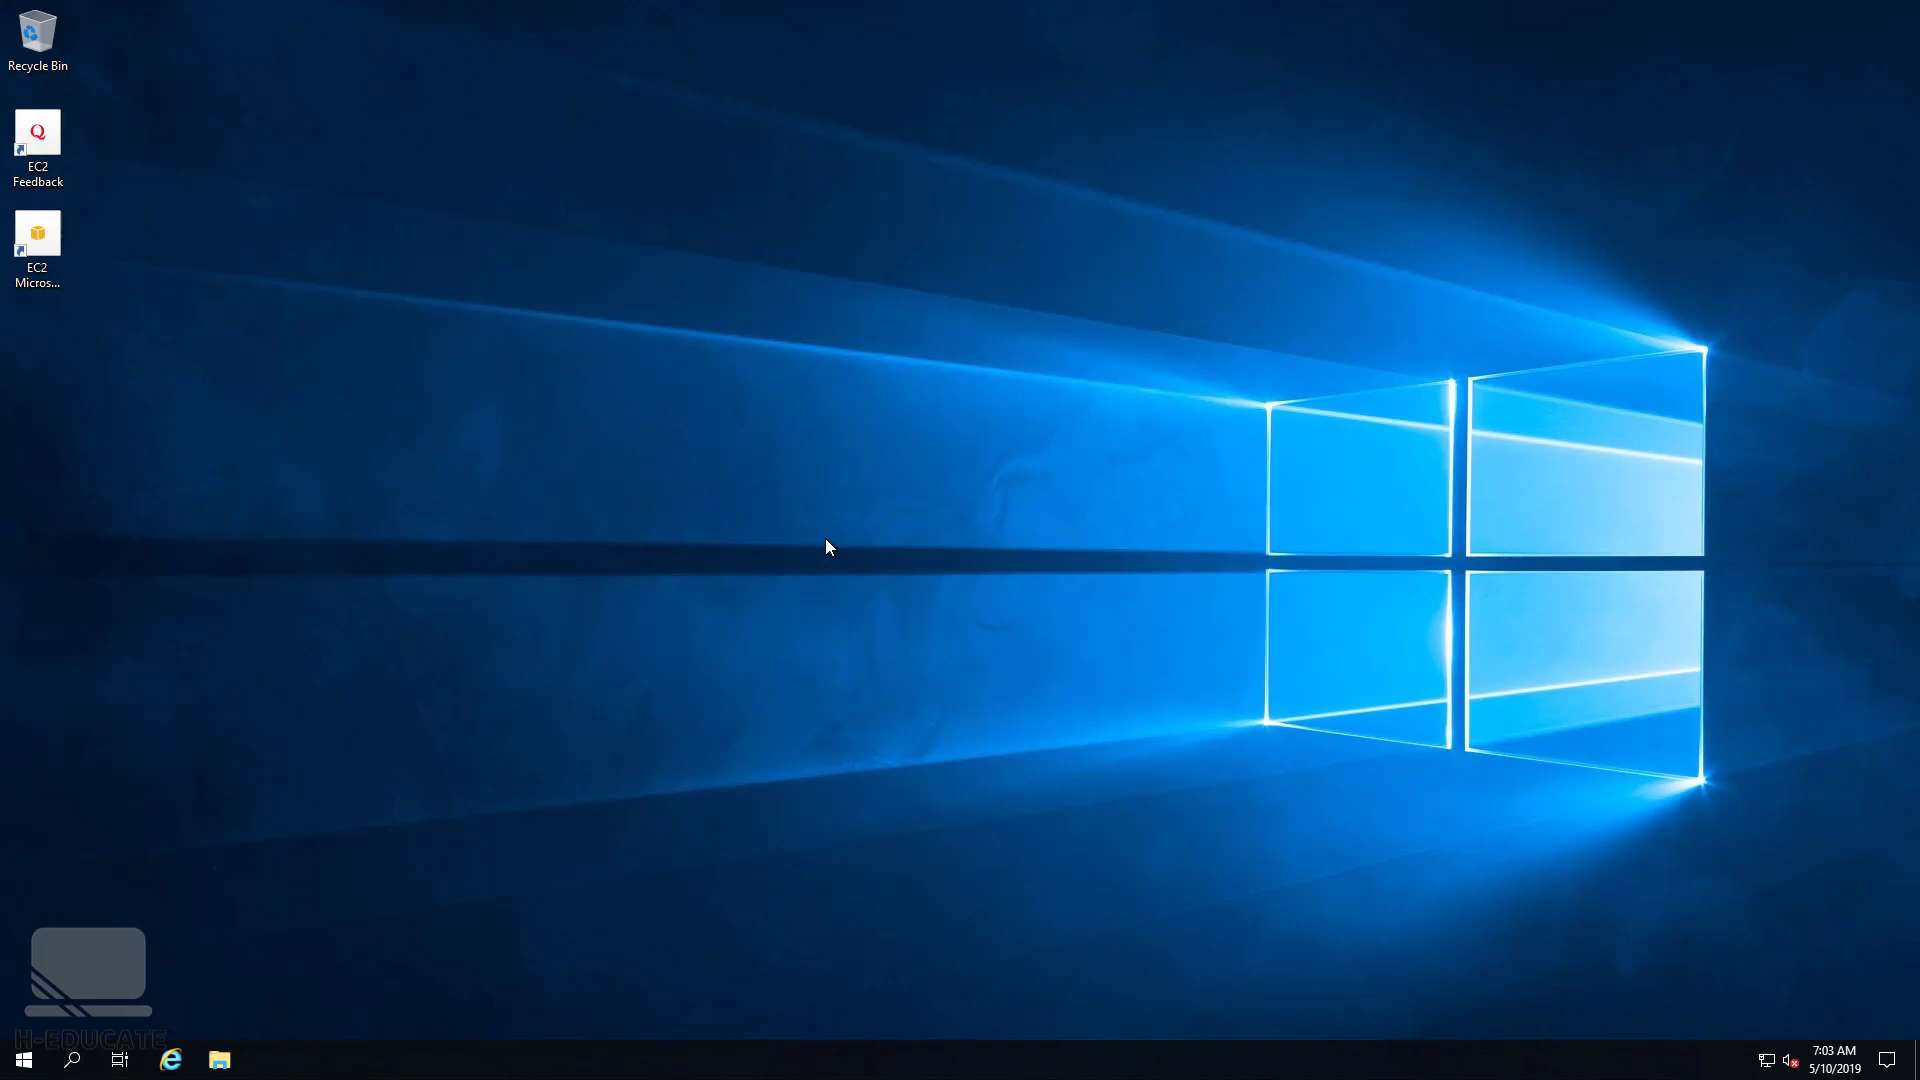 Recycle Bin
Q
EC2
Feedback
EC2
Micros...
H-EDUCATE
7:03 AM
5/10/2019